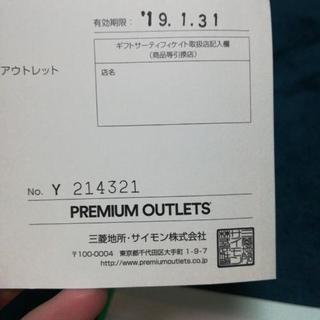 有効期限: '19.1.31
ギフトサーティフィケイト取扱店記入欄
(商品等引換店)
アウトレット
店名
No. Y 214321
PREMIUM OUTLETS®
三菱地所・サイモン株式会社
〒100-0004 東京都千代田区大手町1-9-7
http://www.premiumoutlets.co.jp